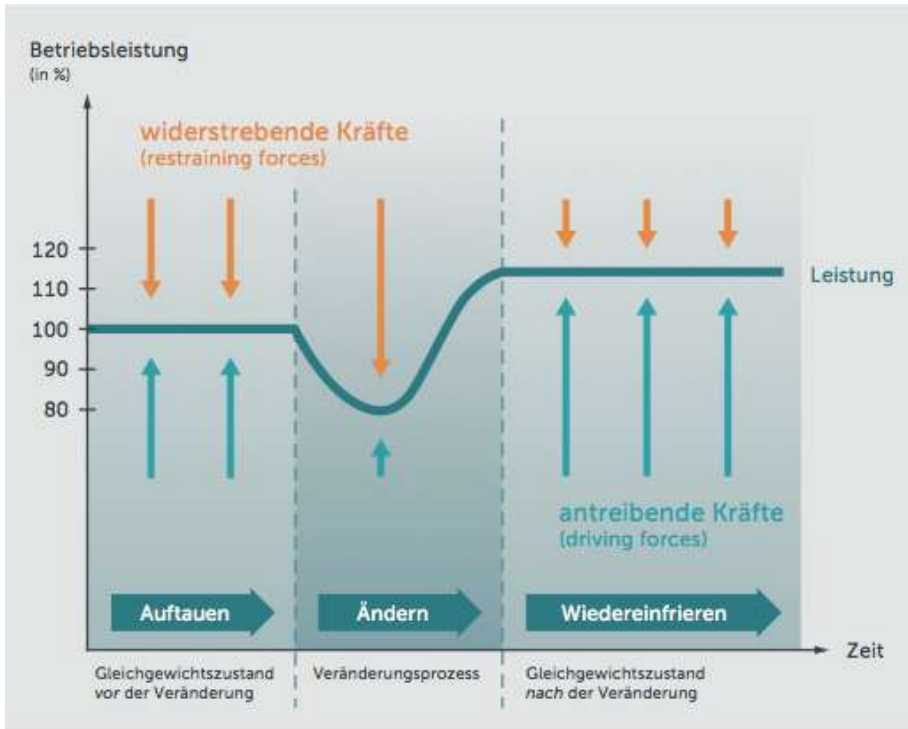 Betriebsleistung
(in %)
widerstrebende Kräfte
(restraining forces)
120
110
100
90
80
Leistung
antreibende Kräfte
(driving forces)
Auftauen
Ändern
Wiedereinfrieren
Zeit
Gleichgewichtszustand
vor der Veränderung
Veränderungsprozess
Gleichgewichtszustand
nach der Veränderung